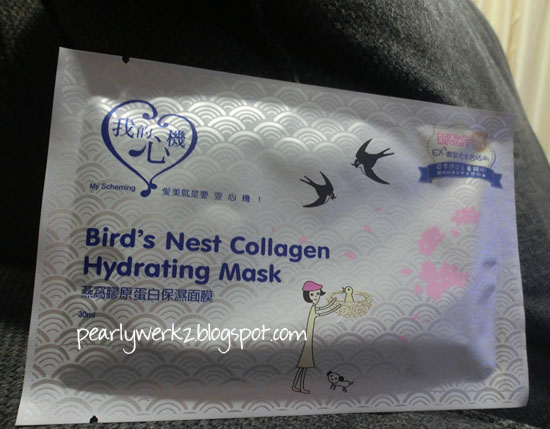 我的心機
My Scheming
愛美就是要 耍心機！
Bird's Nest Collagen
Hydrating Mask
燕窩膠原蛋白保濕面膜
30ml
pearlywerkz.blogspot.com